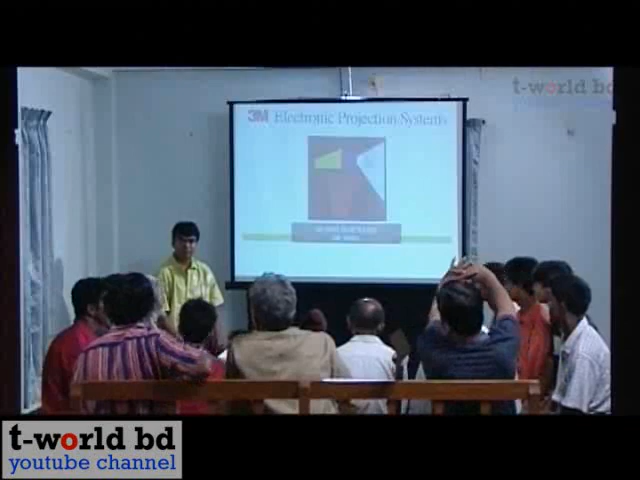 t-world bd
3M Electronic Projection Systems
t-world bd
youtube channel